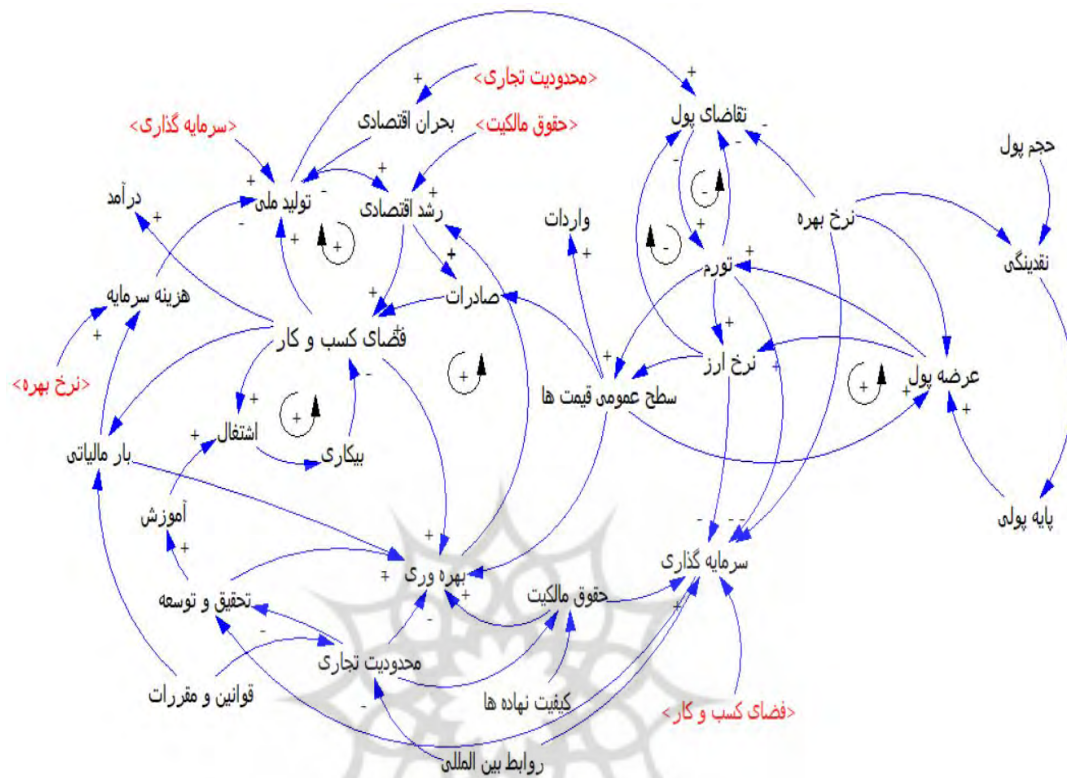 <محدودیت تجاری>
تقاضای پول
بحران اقتصادی
<حقوق مالکیت>
<سرمایه گذاری>
حجم پول
درآمد
تولید ملی
رشد اقتصادی
واردات
نرخ بهره
تورم
نقدینگی
هزینه سرمایه
صادرات
فضای کسب و کار
نرخ ارز
عرضه پول
<نرخ بهره>
سطح عمومی قیمت ها
اشتغال
بیکاری
بار مالیاتی
آموزش
پایه پولی
بهره وری
سرمایه گذاری
تحقیق و توسعه
حقوق مالکیت
محدودیت تجاری
قوانین و مقررات
کیفیت نهاده ها
<فضای کسب و کار>
روابط بین المللی